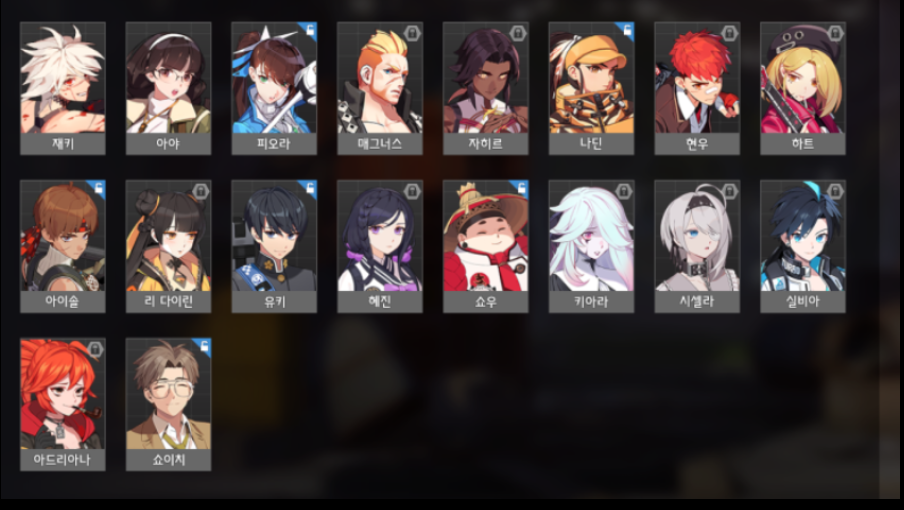 재키
아야
피오라
매그너스
자히르
나딘
현우
하트
아이솔
리 다이린
유키
혜진
쇼우
키아라
시셀라
실비아
아드리아나
쇼이치